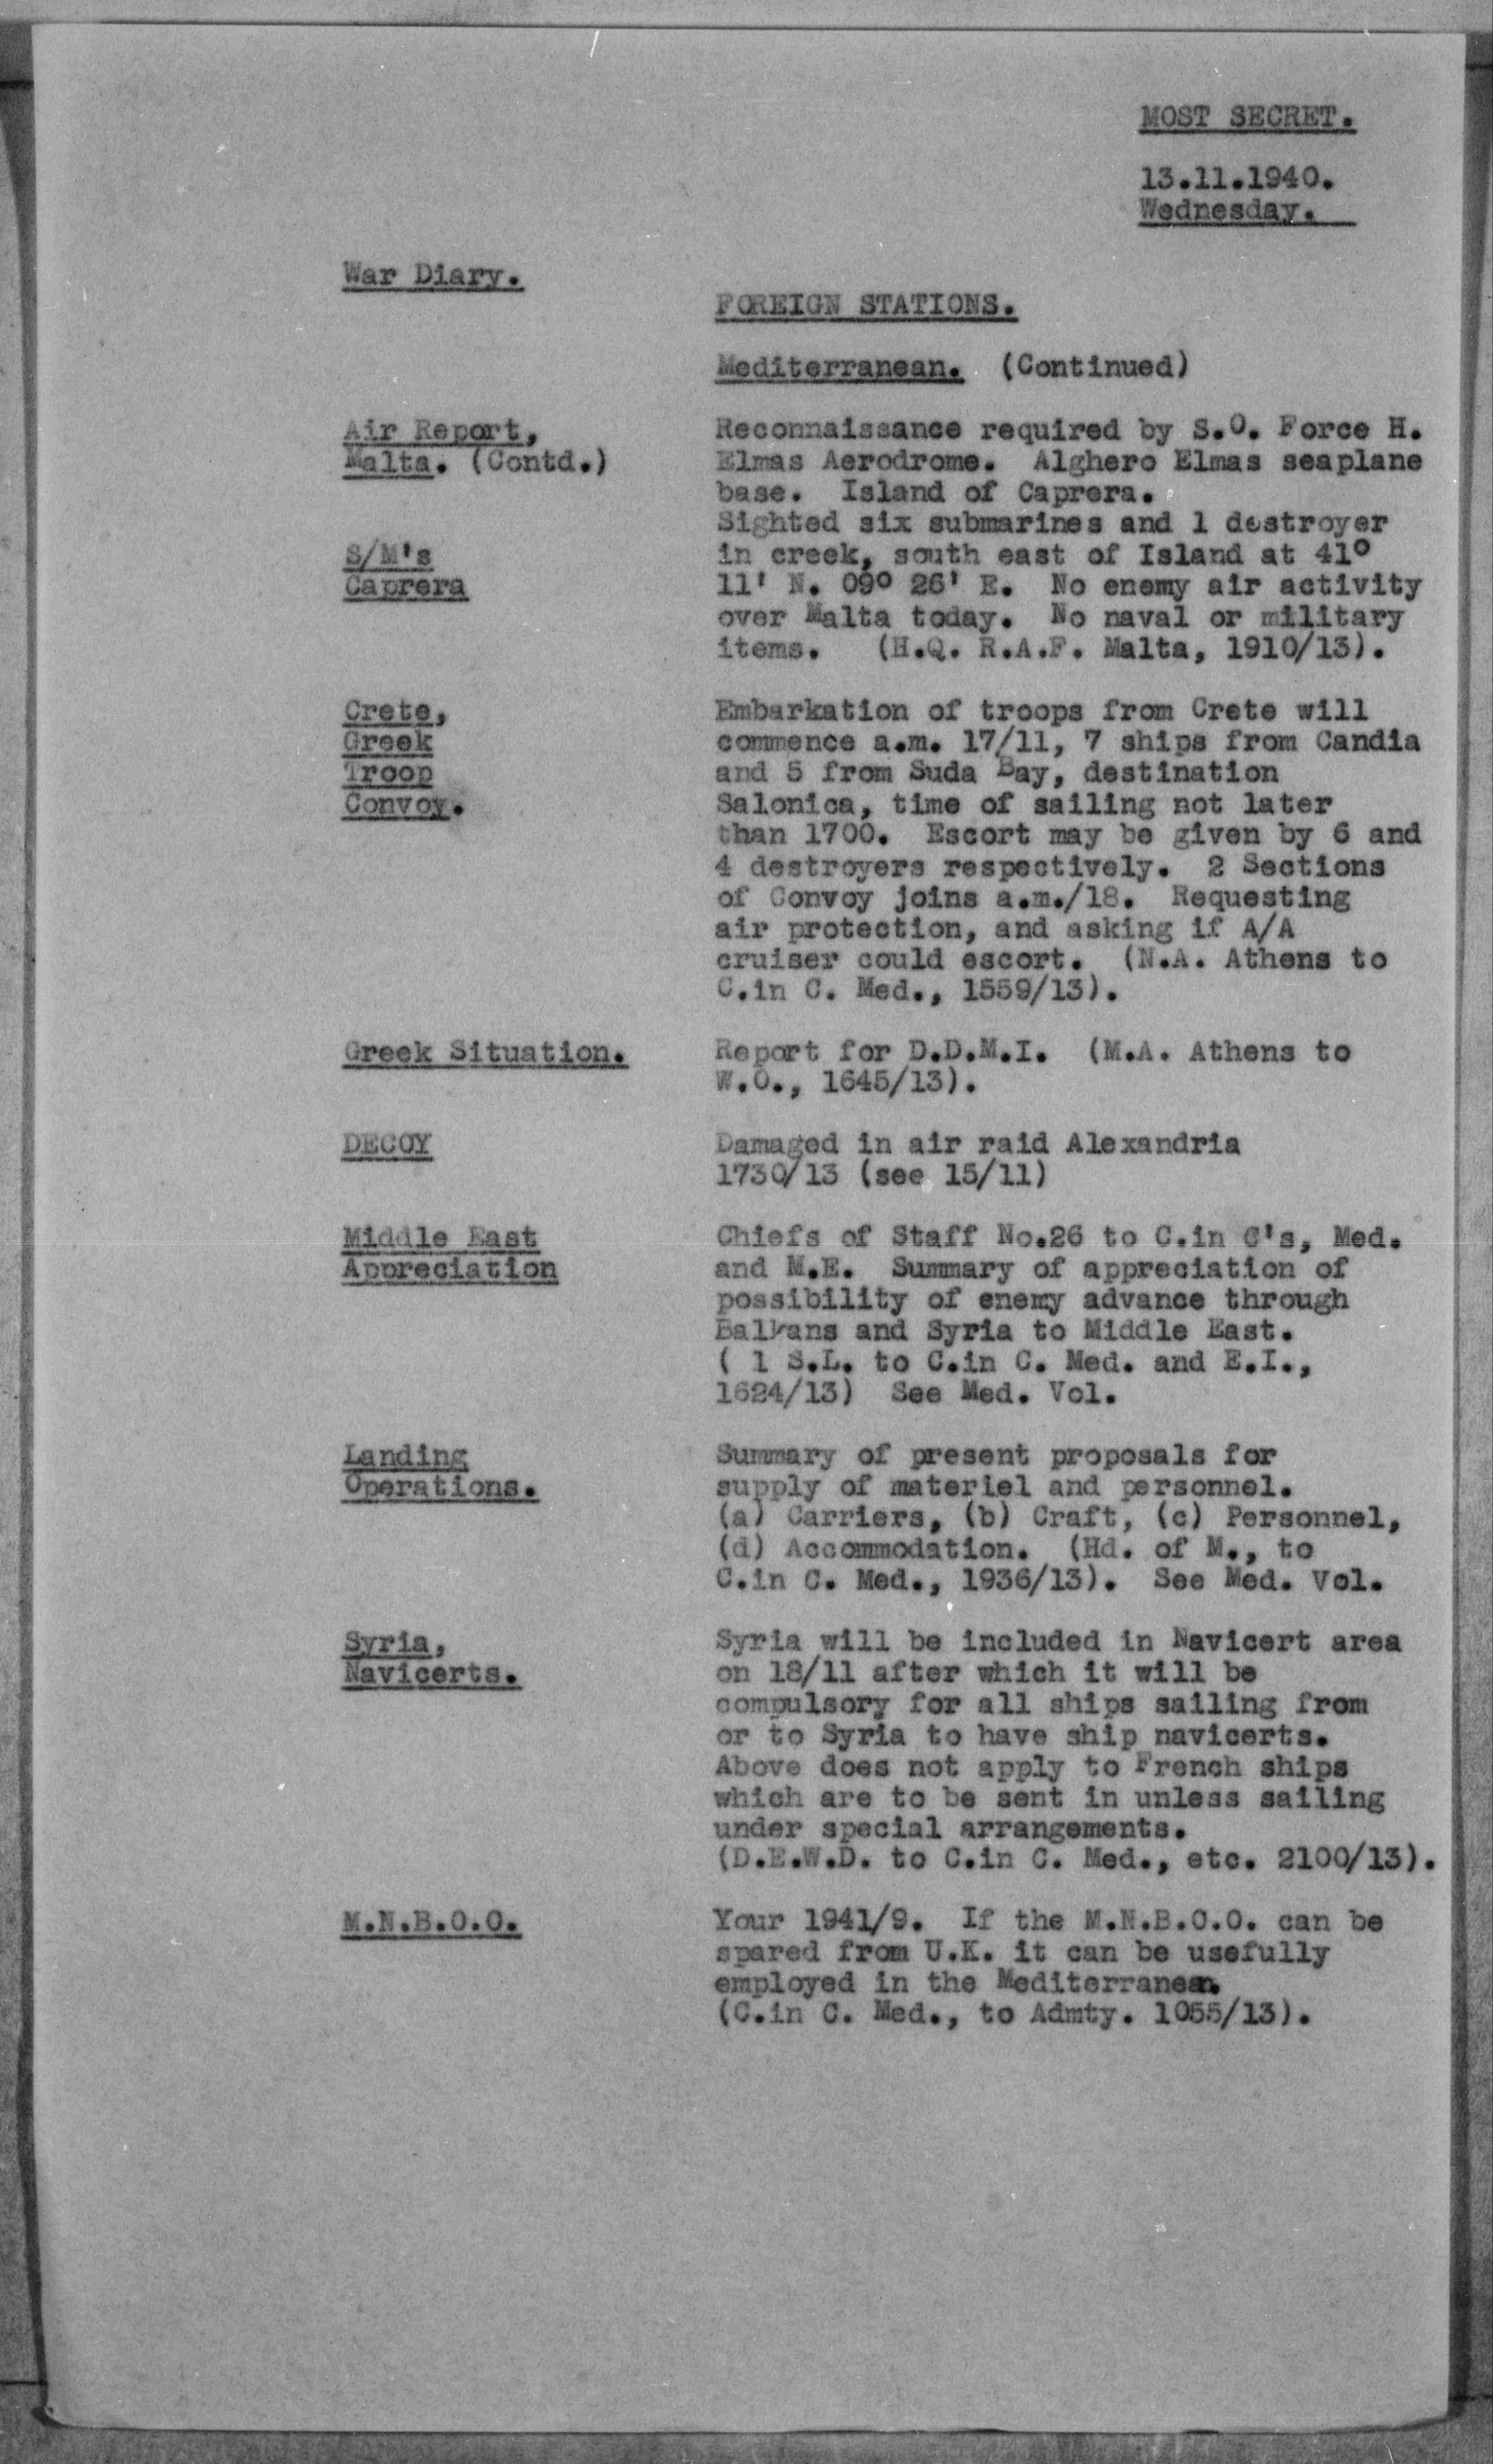 MOST SECRET.
13.11.1940.
Wednesday.
War Diary.
FOREIGN STATIONS.
Mediterranean. (Continued)
Air Report,
Malta. (Contd.)
Reconnaissance required by S.O. Force H.
Elmas Aerodrome. Alghero Elmas seaplane
base. Island of Caprera.
Sighted six submarines and 1 destroyer
S/M's
Caprera
in creek, south east of Island at 41°
11' N. 09° 26' E. No enemy air activity
over Malta today. No naval or military
items. (H.Q. R.A.F. Malta, 1910/13).
Crete,
Greek
Troop
Convoy.
Embarkation of troops from Crete will
commence a.m. 17/11, 7 ships from Candia
and 5 from Suda Bay, destination
Salonica, time of sailing not later
than 1700. Escort may be given by 6 and
4 destroyers respectively. 2 Sections
of Convoy joins a.m./18. Requesting
air protection, and asking if A/A
cruiser could escort. (N.A. Athens to
C.in C. Med., 1559/13).
Greek Situation.
Report for D.D.M.I. (M.A. Athens to
W.O., 1645/13).
DECOY
Damaged in air raid Alexandria
1730/13 (see 15/11)
Middle East
Appreciation
Chiefs of Staff No.26 to C.in C's, Med.
and M.E. Summary of appreciation of
possibility of enemy advance through
Balkans and Syria to Middle East.
( 1 S.L. to C.in C. Med. and E.I.,
1624/13) See Med. Vol.
Landing
Operations.
Summary of present proposals for
supply of materiel and personnel.
(a) Carriers, (b) Craft, (c) Personnel,
(d) Accommodation. (Hd. of M., to
C.in C. Med., 1936/13). See Med. Vol.
Syria,
Navicerts.
Syria will be included in Navicert area
on 18/11 after which it will be
compulsory for all ships sailing from
or to Syria to have ship navicerts.
Above does not apply to French ships
which are to be sent in unless sailing
under special arrangements.
(D.E.W.D. to C.in C. Med., etc. 2100/13).
M.N.B.O.O.
Your 1941/9. If the M.N.B.C.O. can be
spared from U.K. it can be usefully
employed in the Mediterranean.
(C.in C. Med., to Admty. 1055/13).